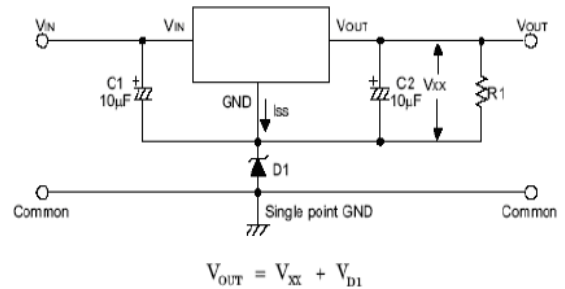 VIN
VIN
VOUT
VOUT
C1
10μF
GND
ISS
C2
10μF
VXX
R1
D1
Common
Single point GND
Common
VOUT = VXX + VD1